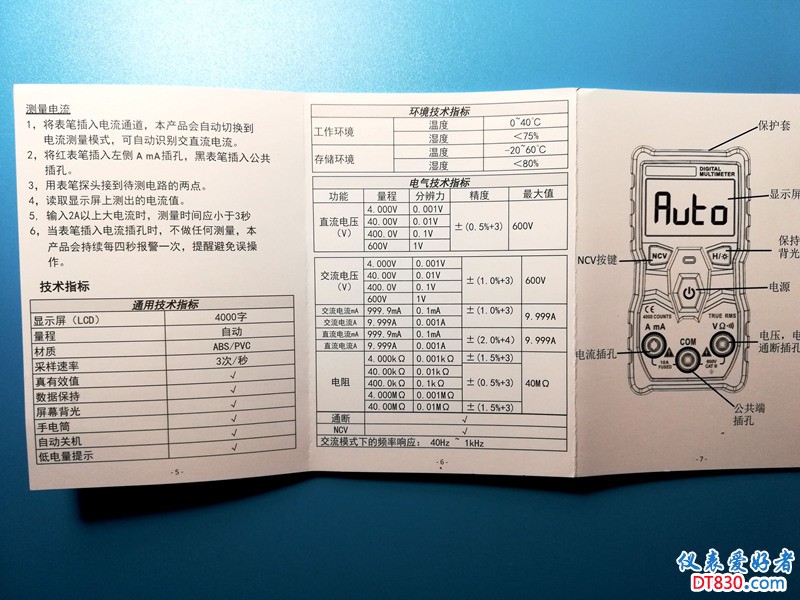 测量电流
1, 将表笔插入电流通道, 本产品会自动切换到
电流测量模式, 可自动识别交直流电流。
2, 将红表笔插入左侧 A mA插孔, 黑表笔插入公共
插孔。
3, 用表笔探头接到待测电路的两点。
4, 读取显示屏上测出的电流值。
5. 输入2A以上大电流时, 测量时间应小于3秒
6, 当表笔插入电流插孔时, 不做任何测量, 本
产品会持续每四秒报警一次, 提醒避免误操
作。
技术指标
通用技术指标
显示屏 (LCD) 4000字
量程 自动
材质 ABS/PVC
采样速率 3次/秒
真有效值 √
数据保持 √
屏幕背光 √
手电筒 √
自动关机 √
低电量提示 √
-5-
环境技术指标
工作环境 温度 0~40℃
湿度 <75%
存储环境 温度 -20~60℃
湿度 <80%
电气技术指标
功能 量程 分辨力 精度 最大值
直流电压 (V) 4.000V 0.001V ±(0.5%+3) 600V
40.00V 0.01V
400.0V 0.1V
600V 1V
交流电压 (V) 4.000V 0.001V ±(1.0%+3) 600V
40.00V 0.01V
400.0V 0.1V
600V 1V
交流电流mA 999.9mA 0.1mA ±(1.0%+3) 9.999A
交流电流A 9.999A 0.001A
直流电流mA 999.9mA 0.1mA ±(2.0%+4) 9.999A
直流电流A 9.999A 0.001A
电阻 4.000kΩ 0.001kΩ ±(1.5%+3) 40MΩ
40.00kΩ 0.01kΩ ±(0.5%+3)
400.0kΩ 0.1kΩ
4.000MΩ 0.001MΩ
40.00MΩ 0.01MΩ ±(1.5%+3)
通断 √
NCV √
交流模式下的频率响应: 40Hz ~ 1kHz
-6-
保护套
DIGITAL
MULTIMETER
Auto
显示屏
保持
背光
NCV按键
NCV
H/☼
电源
CE
4000 COUNTS
TRUE RMS
A mA
COM
VΩ
10A
FUSED
600V
CAT III
电流插孔
电压, 电
通断插孔
公共端
插孔
-7-
仪表爱好者
DT830.com